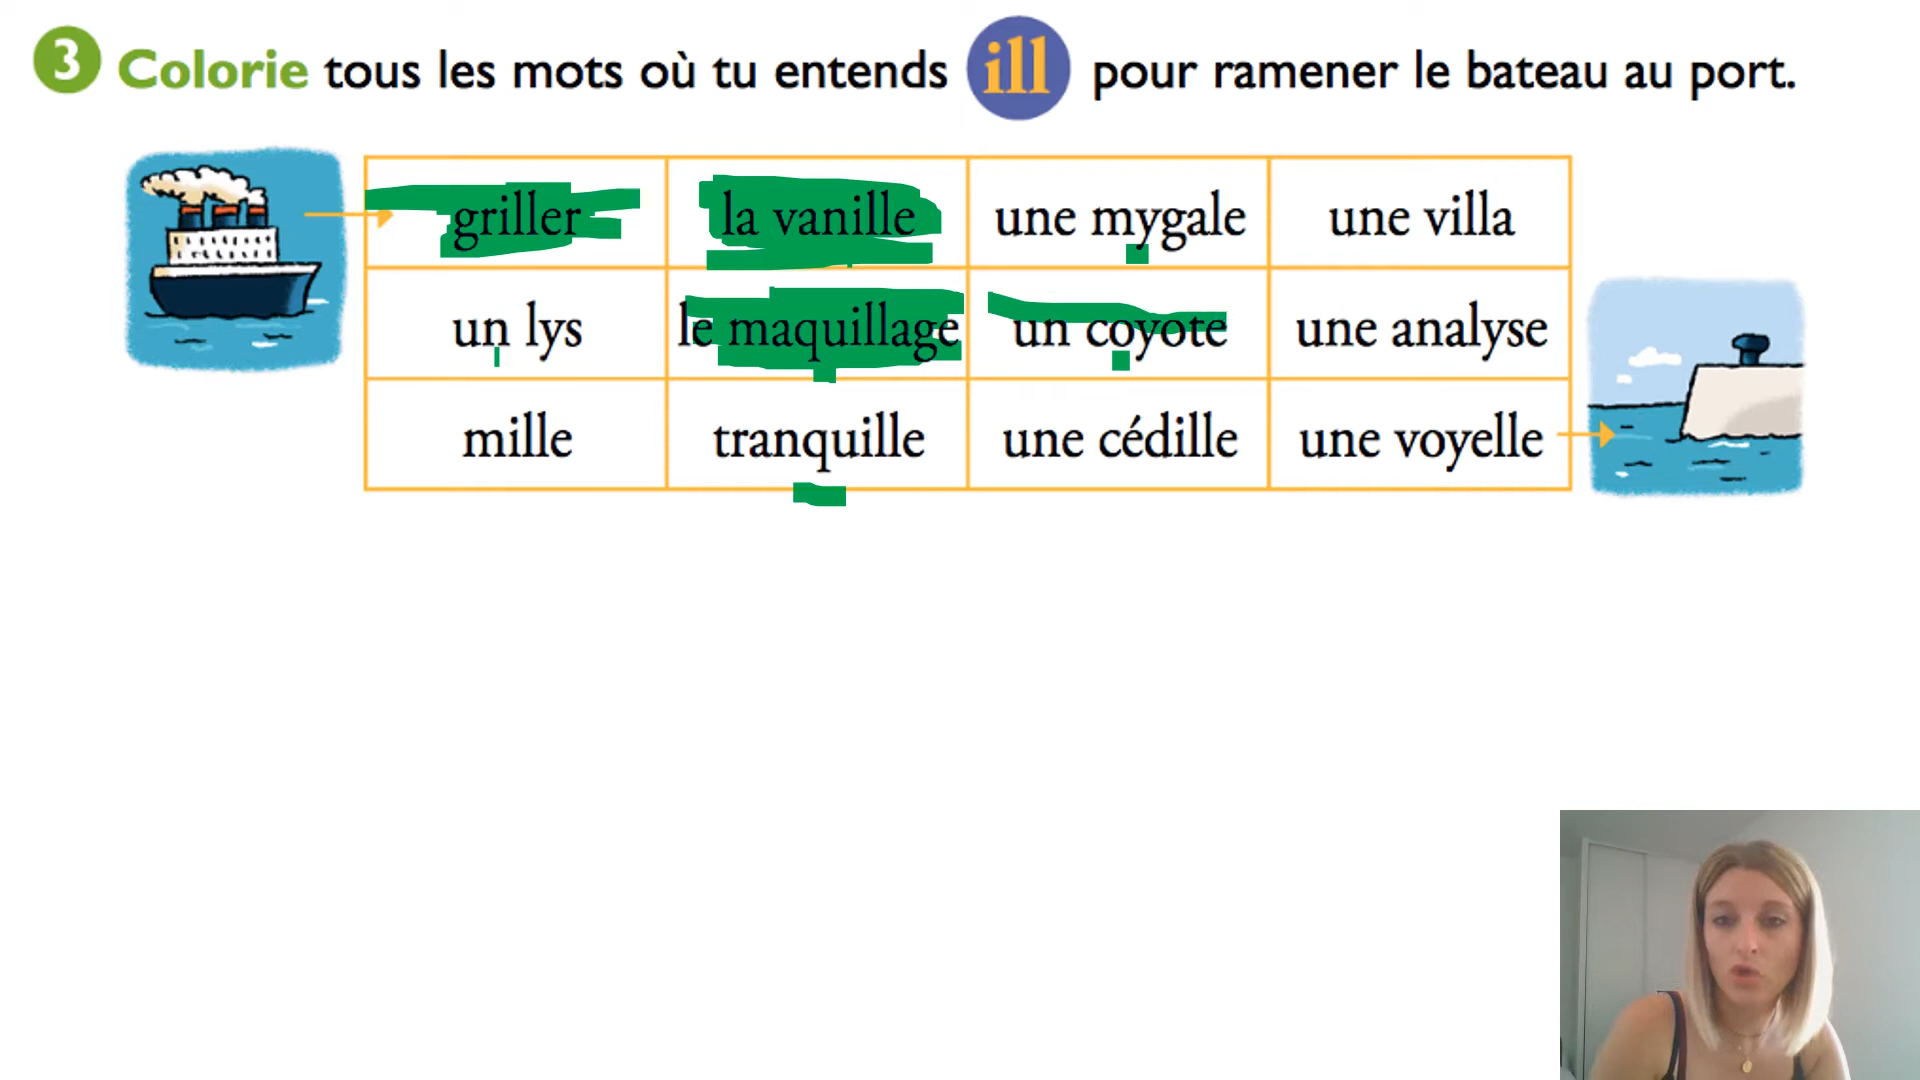 3 Colorie tous les mots où tu entends ill pour ramener le bateau au port.
griller la vanille une mygale une villa
un lys le maquillage un coyote une analyse
mille tranquille une cédille une voyelle